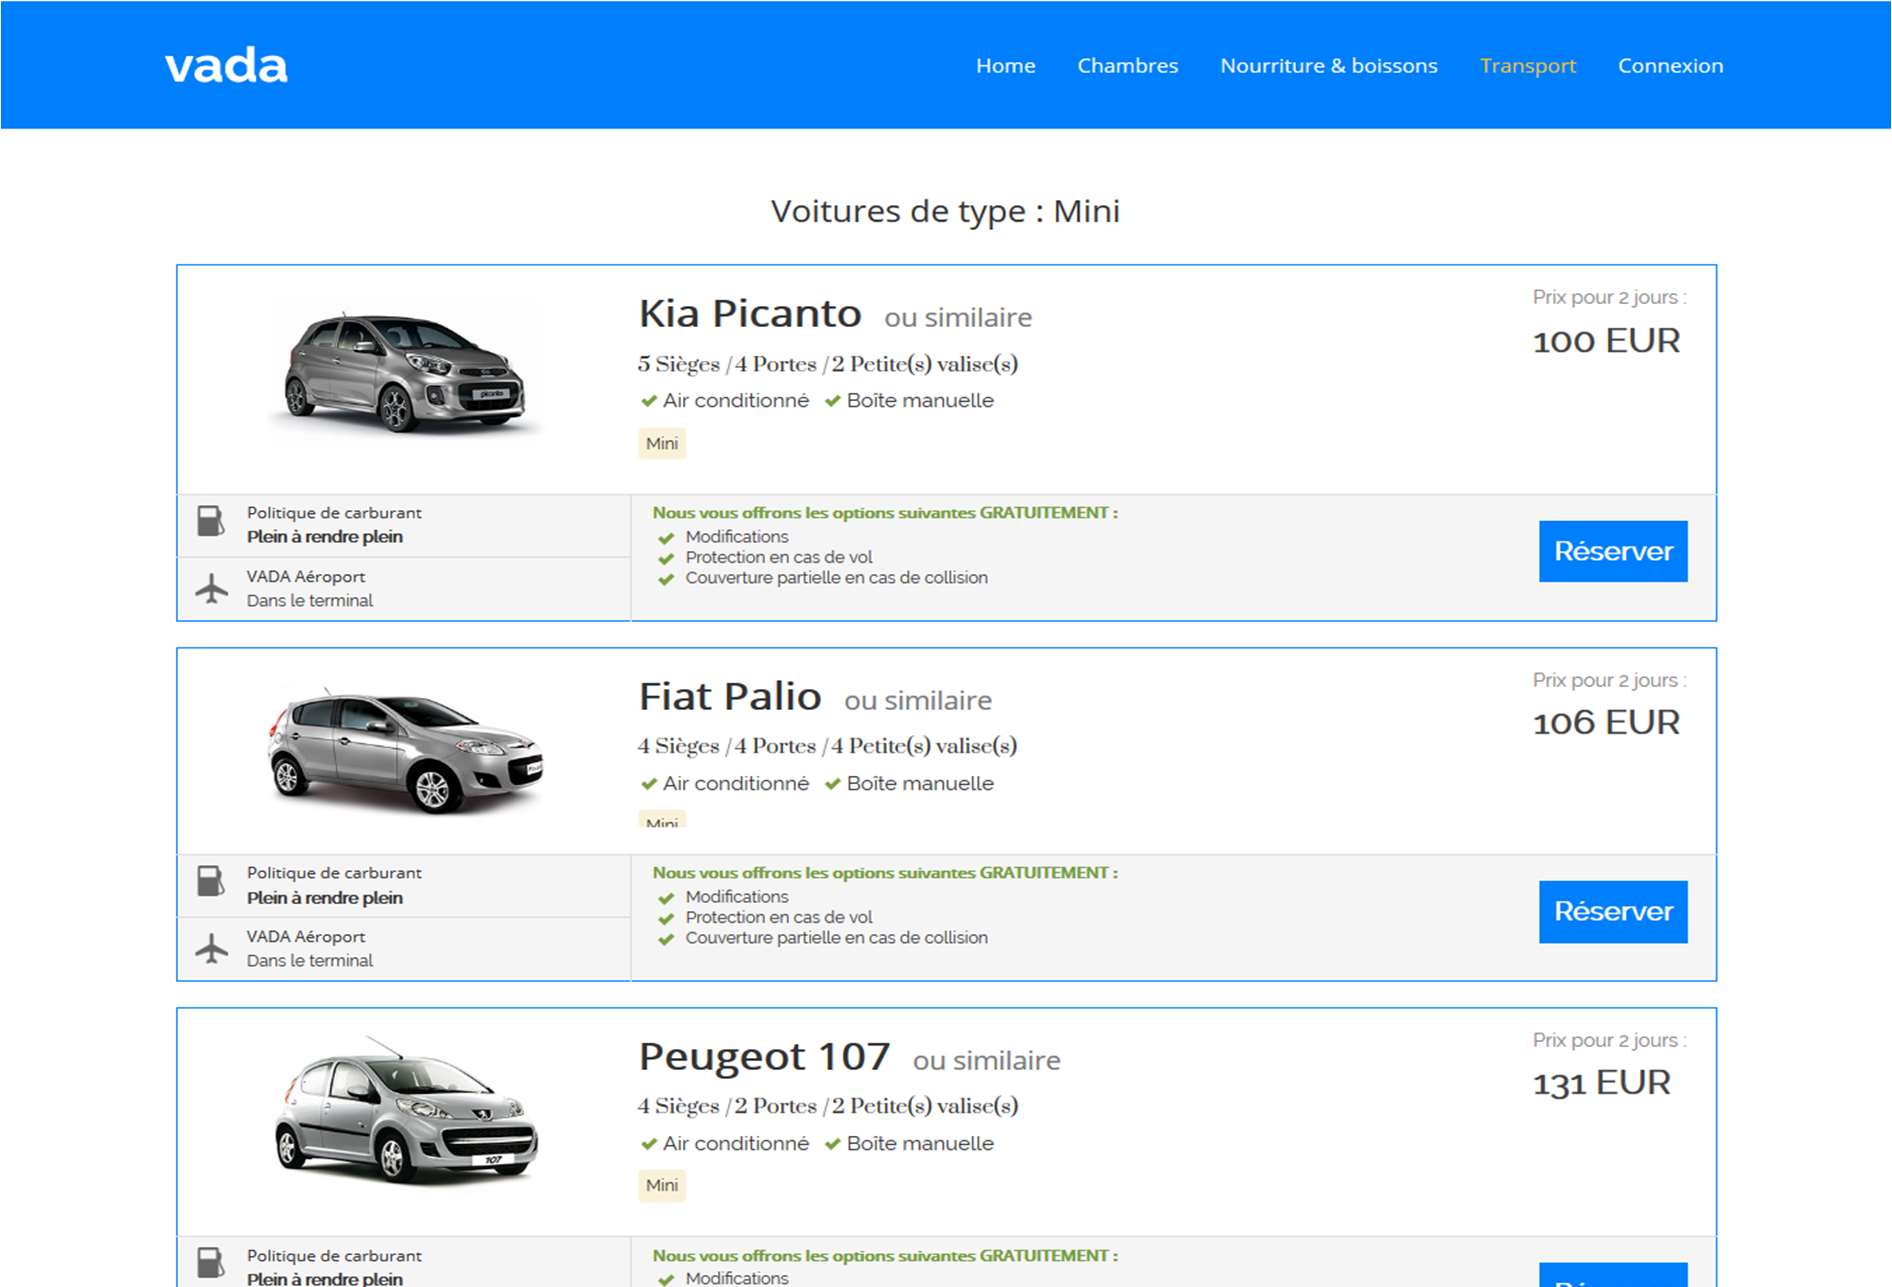 vada
Home Chambres Nourriture & boissons Transport Connexion
Voitures de type : Mini
Kia Picanto ou similaire
Prix pour 2 jours :
100 EUR
5 Sièges / 4 Portes / 2 Petite(s) valise(s)
Air conditionné Boîte manuelle
Mini
picanto
Politique de carburant
Plein à rendre plein
VADA Aéroport
Dans le terminal
Nous vous offrons les options suivantes GRATUITEMENT :
Modifications
Protection en cas de vol
Couverture partielle en cas de collision
Réserver
Fiat Palio ou similaire
Prix pour 2 jours :
106 EUR
4 Sièges / 4 Portes / 4 Petite(s) valise(s)
Air conditionné Boîte manuelle
Mini
Politique de carburant
Plein à rendre plein
VADA Aéroport
Dans le terminal
Nous vous offrons les options suivantes GRATUITEMENT :
Modifications
Protection en cas de vol
Couverture partielle en cas de collision
Réserver
Peugeot 107 ou similaire
Prix pour 2 jours :
131 EUR
4 Sièges / 2 Portes / 2 Petite(s) valise(s)
Air conditionné Boîte manuelle
Mini
107
Politique de carburant
Plein à rendre plein
Nous vous offrons les options suivantes GRATUITEMENT :
Modifications